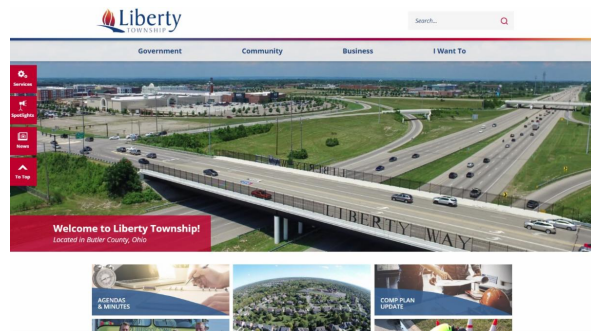 Liberty
TOWNSHIP
Search...
Government
Community
Business
I Want To
Services
Spotlights
News
To Top
LIBERTY WAY
Welcome to Liberty Township!
Located in Butler County, Ohio
AGENDAS
& MINUTES
COMP PLAN
UPDATE